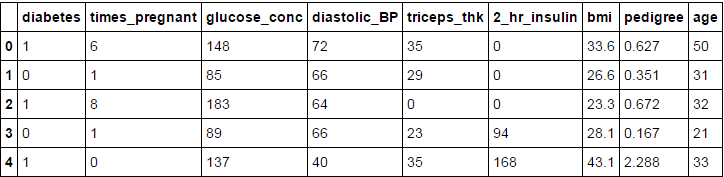 diabetes times_pregnant glucose_conc diastolic_BP triceps_thk 2_hr_insulin bmi pedigree age
0 1 6 148 72 35 0 33.6 0.627 50
1 0 1 85 66 29 0 26.6 0.351 31
2 1 8 183 64 0 0 23.3 0.672 32
3 0 1 89 66 23 94 28.1 0.167 21
4 1 0 137 40 35 168 43.1 2.288 33